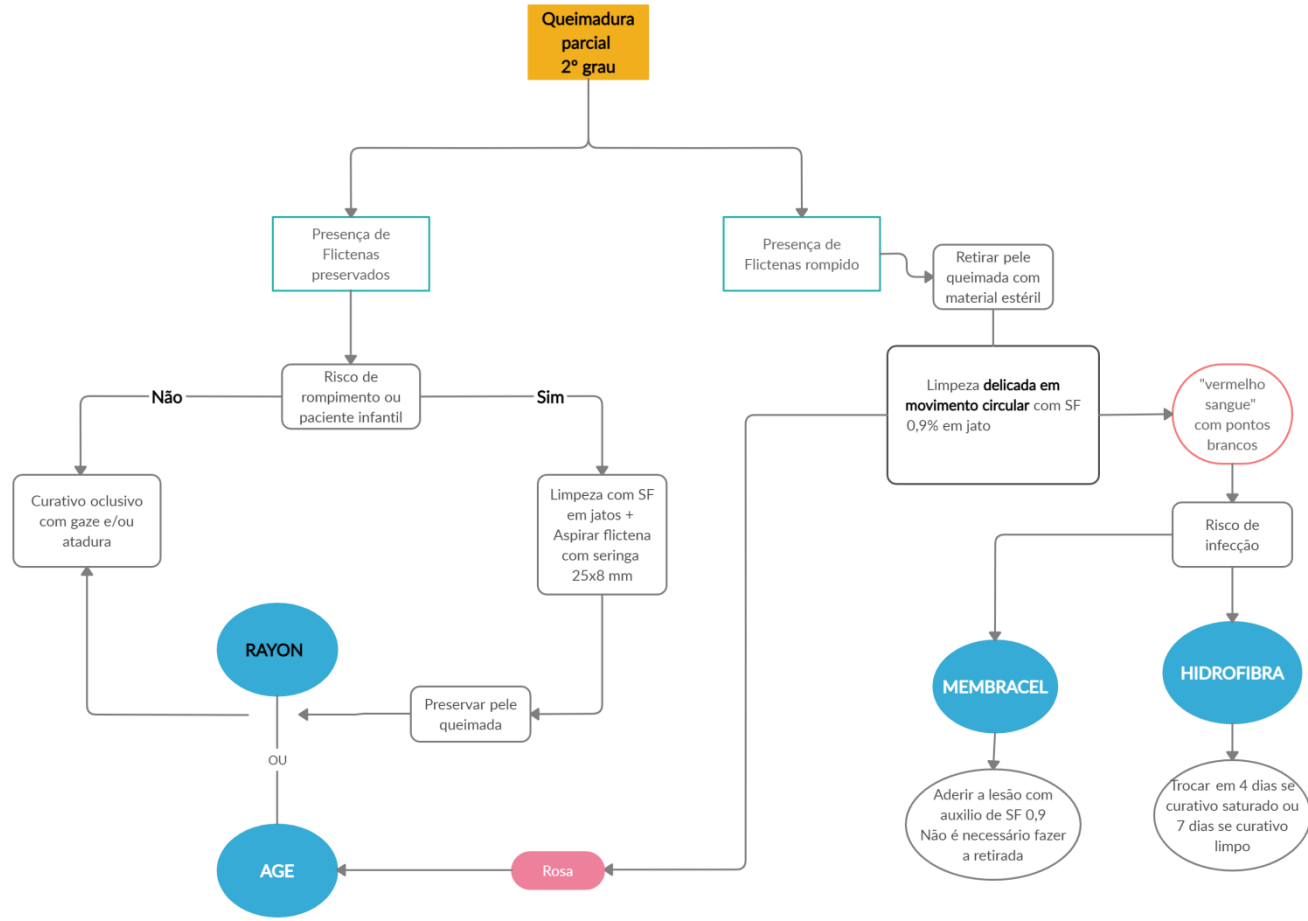 Queimadura
parcial
2° grau
Presença de
Flictenas
preservados
Presença de
Flictenas rompido
Retirar pele
queimada com
material estéril
Risco de
rompimento ou
paciente infantil
Não
Sim
Limpeza delicada em
movimento circular com SF
0,9% em jato
"vermelho
sangue"
com pontos
brancos
Curativo oclusivo
com gaze e/ou
atadura
Limpeza com SF
em jatos +
Aspirar flictena
com seringa
25x8 mm
Risco de
infecção
RAYON
MEMBRACEL
HIDROFIBRA
Preservar pele
queimada
OU
Aderir a lesão com
auxilio de SF 0,9
Não é necessário fazer
a retirada
Trocar em 4 dias se
curativo saturado ou
7 dias se curativo
limpo
AGE
Rosa